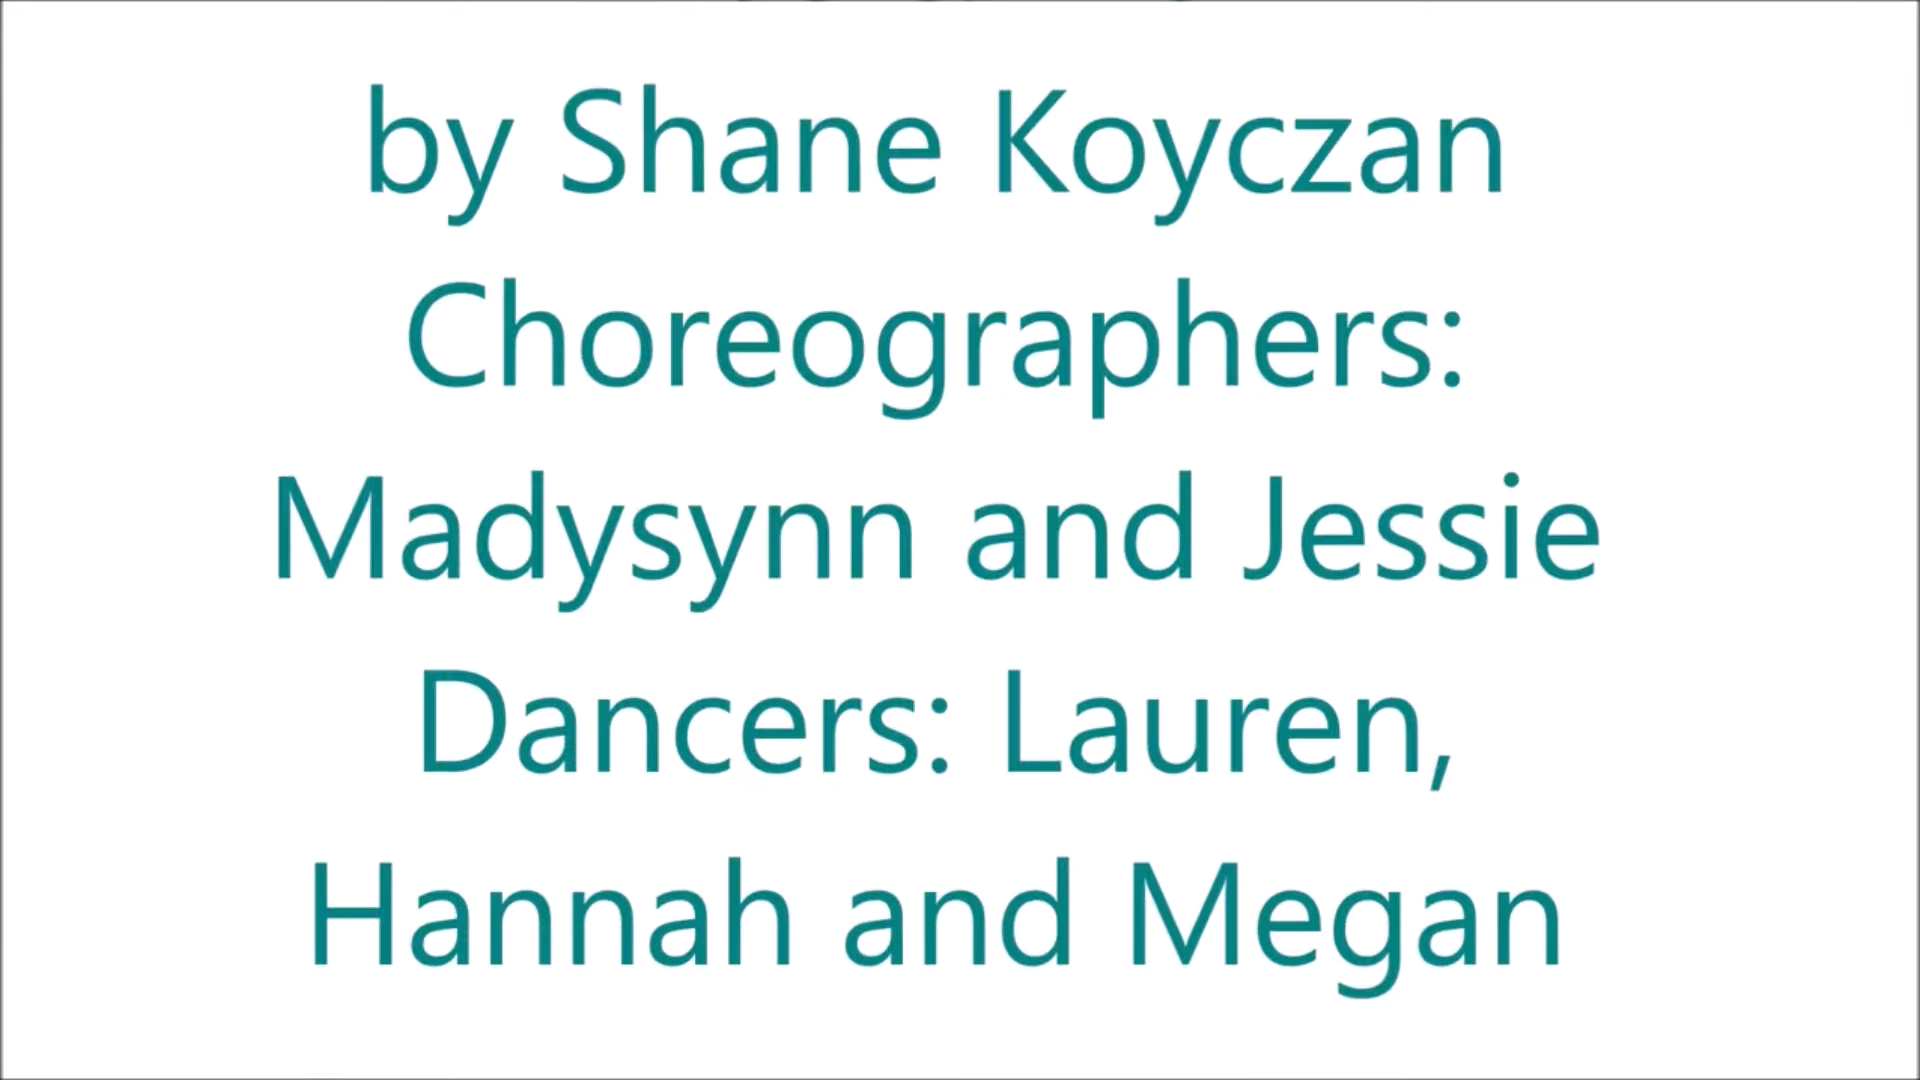 by Shane Koyczan
Choreographers:
Madysynn and Jessie
Dancers: Lauren,
Hannah and Megan